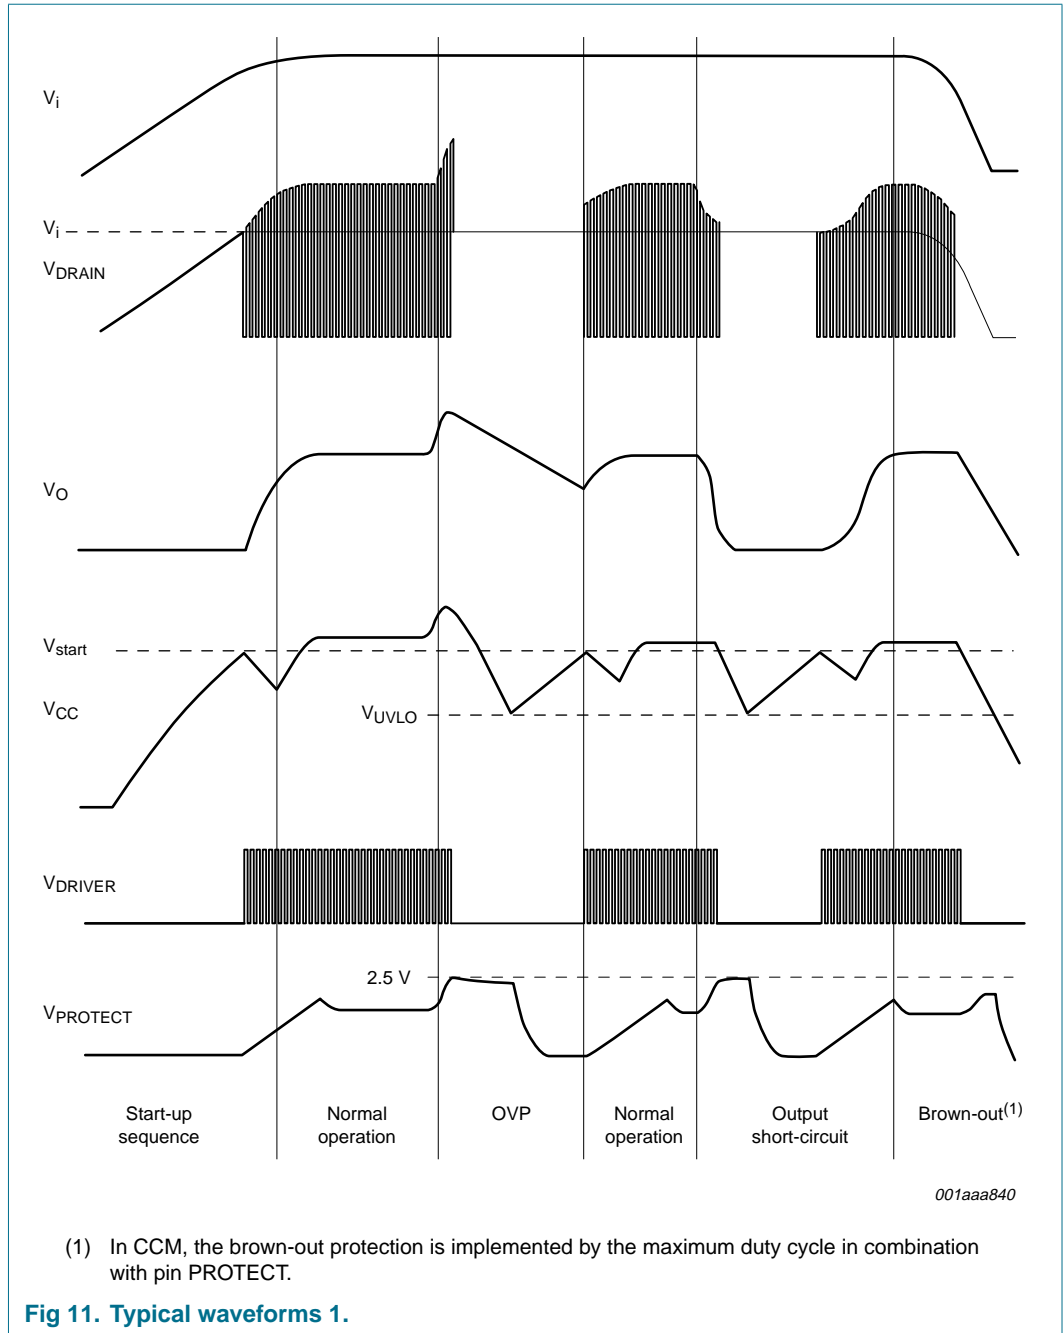 Vi
Vi
VDRAIN
VO
Vstart
VCC
VUVLO
VDRIVER
2.5 V
VPROTECT
Start-up
sequence
Normal
operation
OVP
Normal
operation
Output
short-circuit
Brown-out(1)
001aaa840
(1) In CCM, the brown-out protection is implemented by the maximum duty cycle in combination
with pin PROTECT.
Fig 11. Typical waveforms 1.